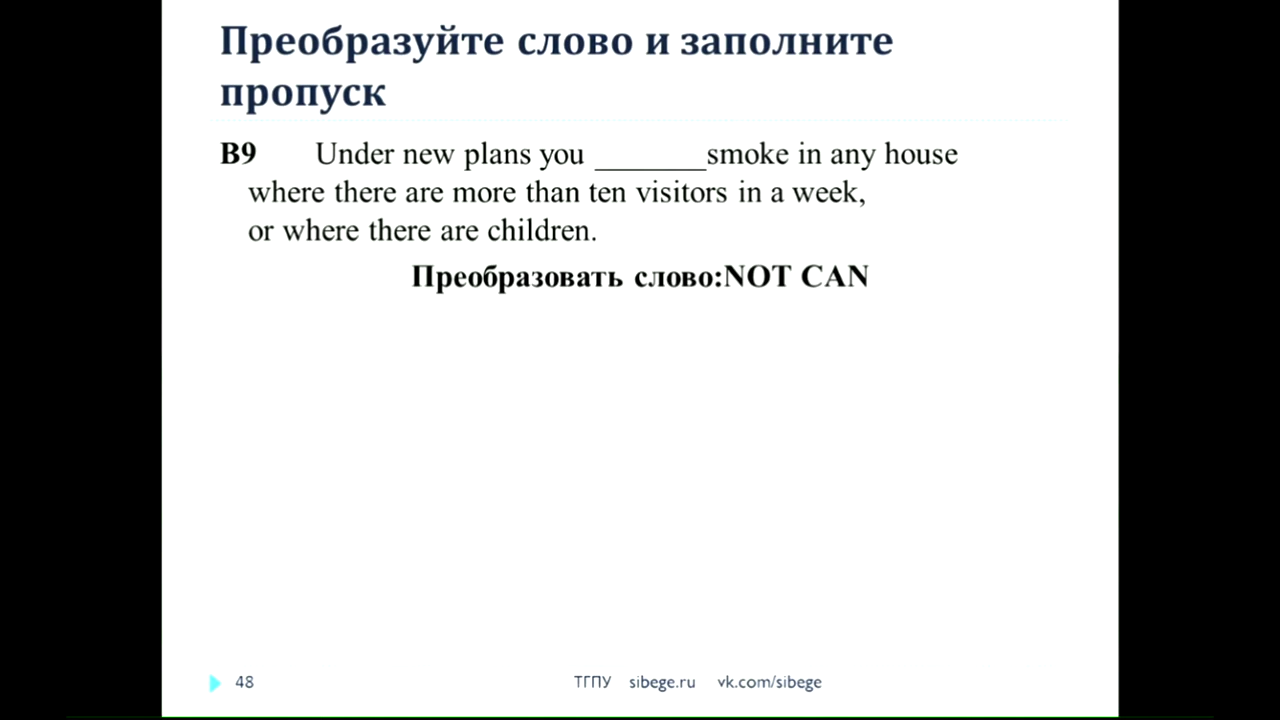 Преобразуйте слово и заполните
пропуск
B9 Under new plans you ________smoke in any house
where there are more than ten visitors in a week,
or where there are children.
Преобразовать слово:NOT CAN
48 ТГПУ sibege.ru vk.com/sibege